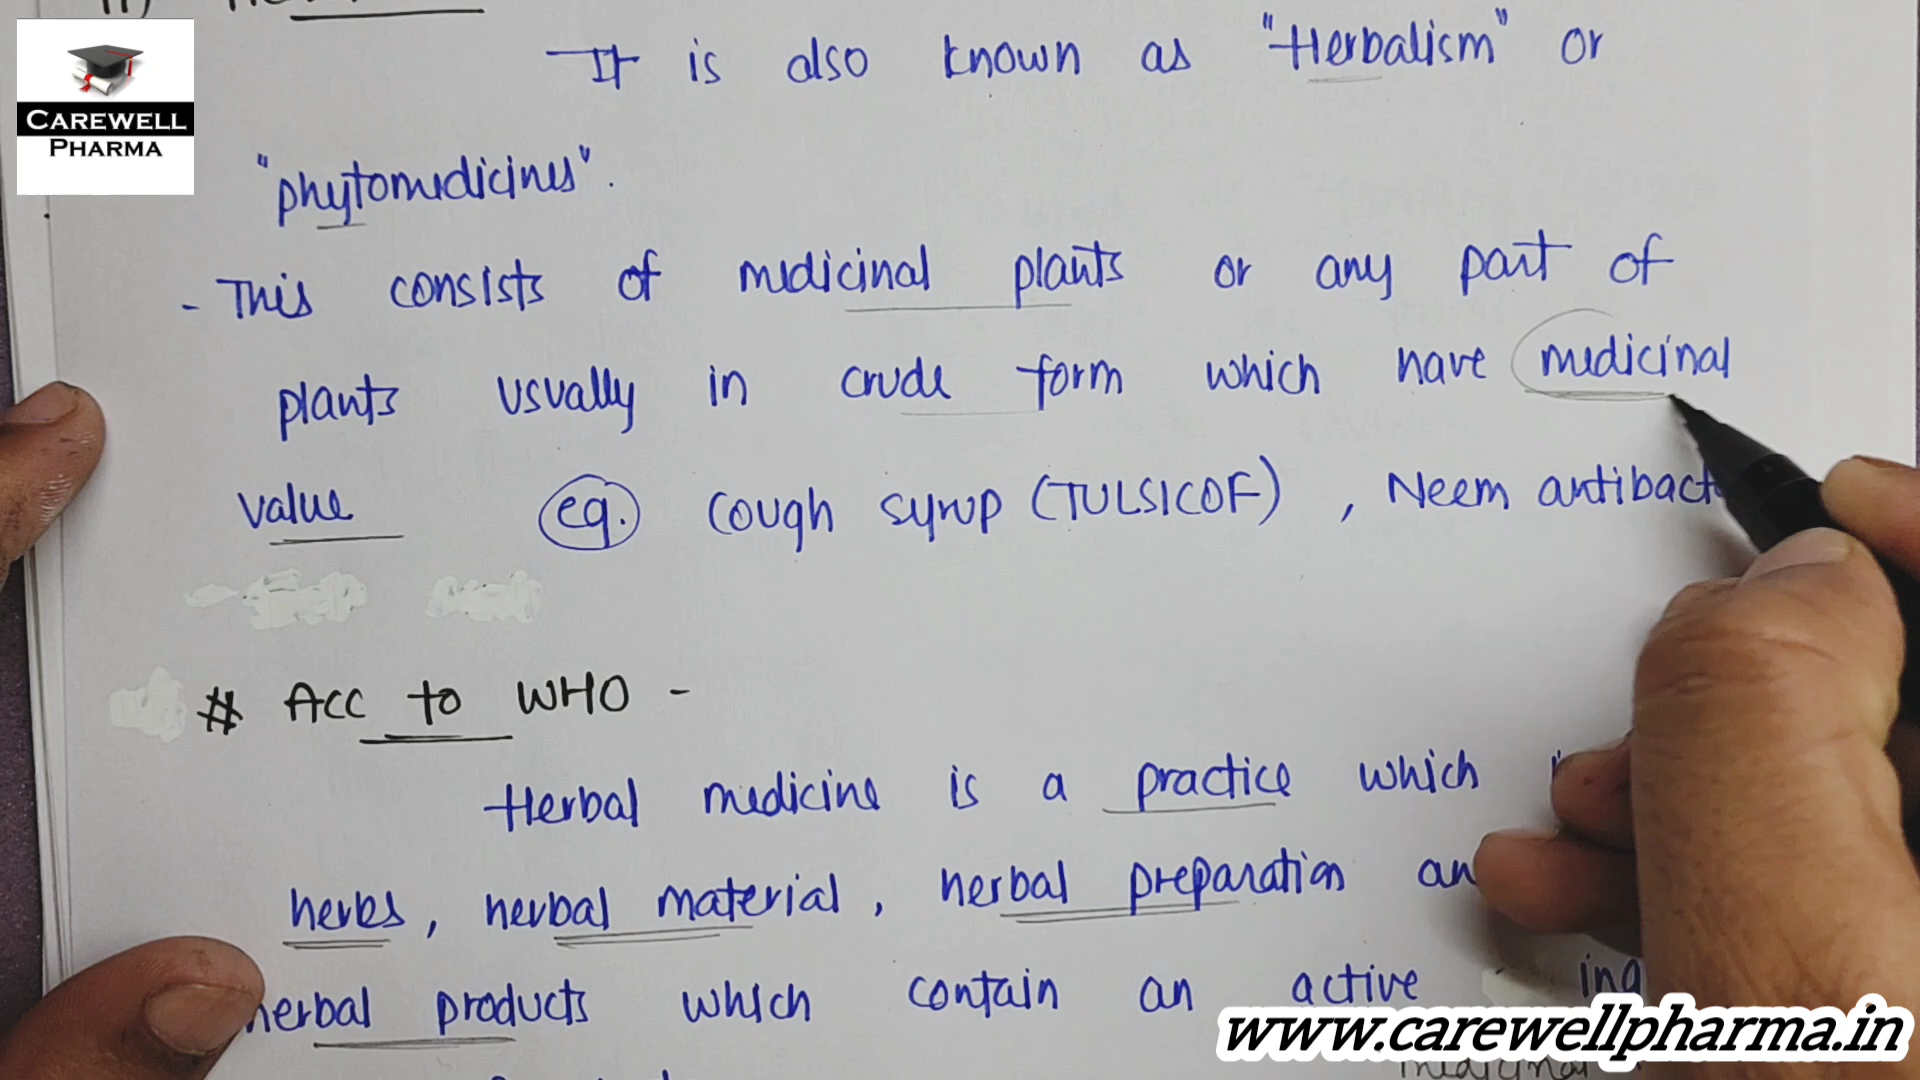 CAREWELL
PHARMA
It is also known as "Herbalism" or
"phytomedicines".
- This consists of medicinal plants or any part of
plants usually in crude form which have medicinal
value eg. Cough syrup (TULSICOF), Neem antibact
# Acc to WHO -
Herbal medicine is a practice which
herbs, herbal material, herbal preparation an
herbal products which contain an active ing
www.carewellpharma.in
medicinal